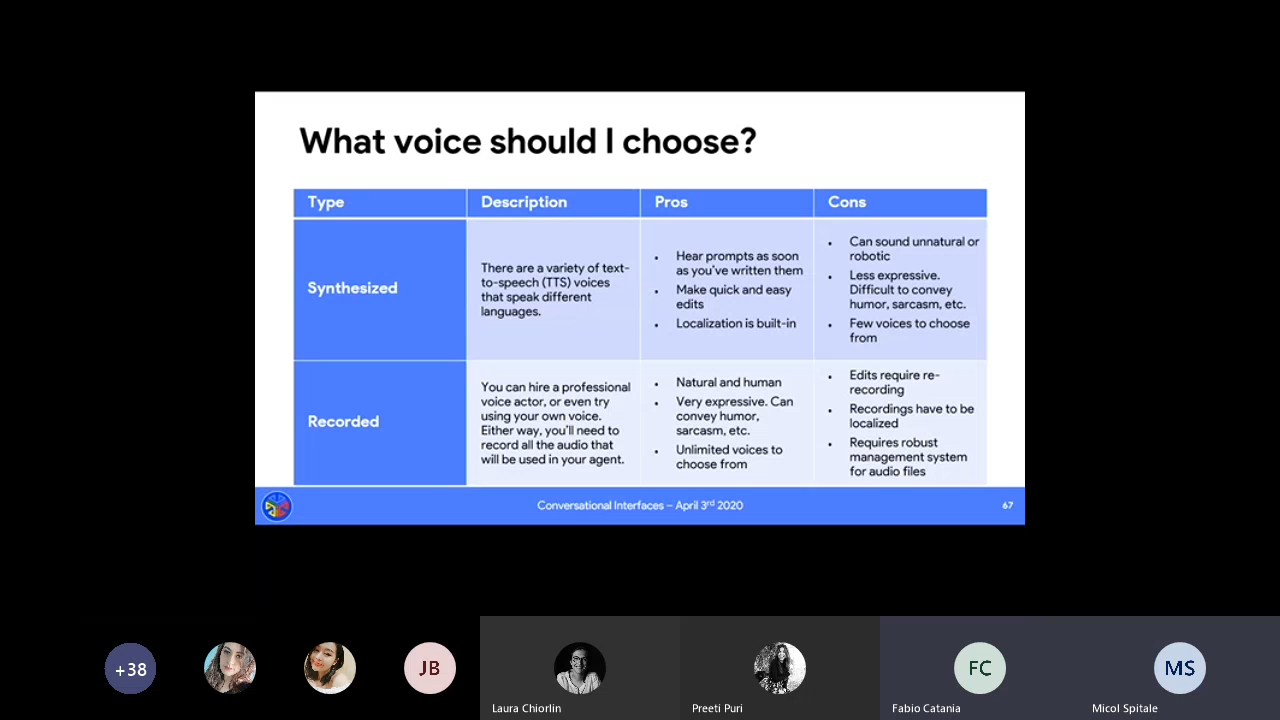 What voice should I choose?
Type
Description
Pros
Cons
Synthesized
There are a variety of text-
to-speech (TTS) voices
that speak different
languages.
• Hear prompts as soon
as you've written them
• Make quick and easy
edits
• Localization is built-in
• Can sound unnatural or
robotic
• Less expressive.
Difficult to convey
humor, sarcasm, etc.
• Few voices to choose
from
Recorded
You can hire a professional
voice actor, or even try
using your own voice.
Either way, you'll need to
record all the audio that
will be used in your agent.
• Natural and human
• Very expressive. Can
convey humor,
sarcasm, etc.
• Unlimited voices to
choose from
• Edits require re-
recording
• Recordings have to be
localized
• Requires robust
management system
for audio files
Conversational Interfaces – April 3rd 2020
67
+38
JB
FC
MS
Laura Chiorlin
Preeti Puri
Fabio Catania
Micol Spitale